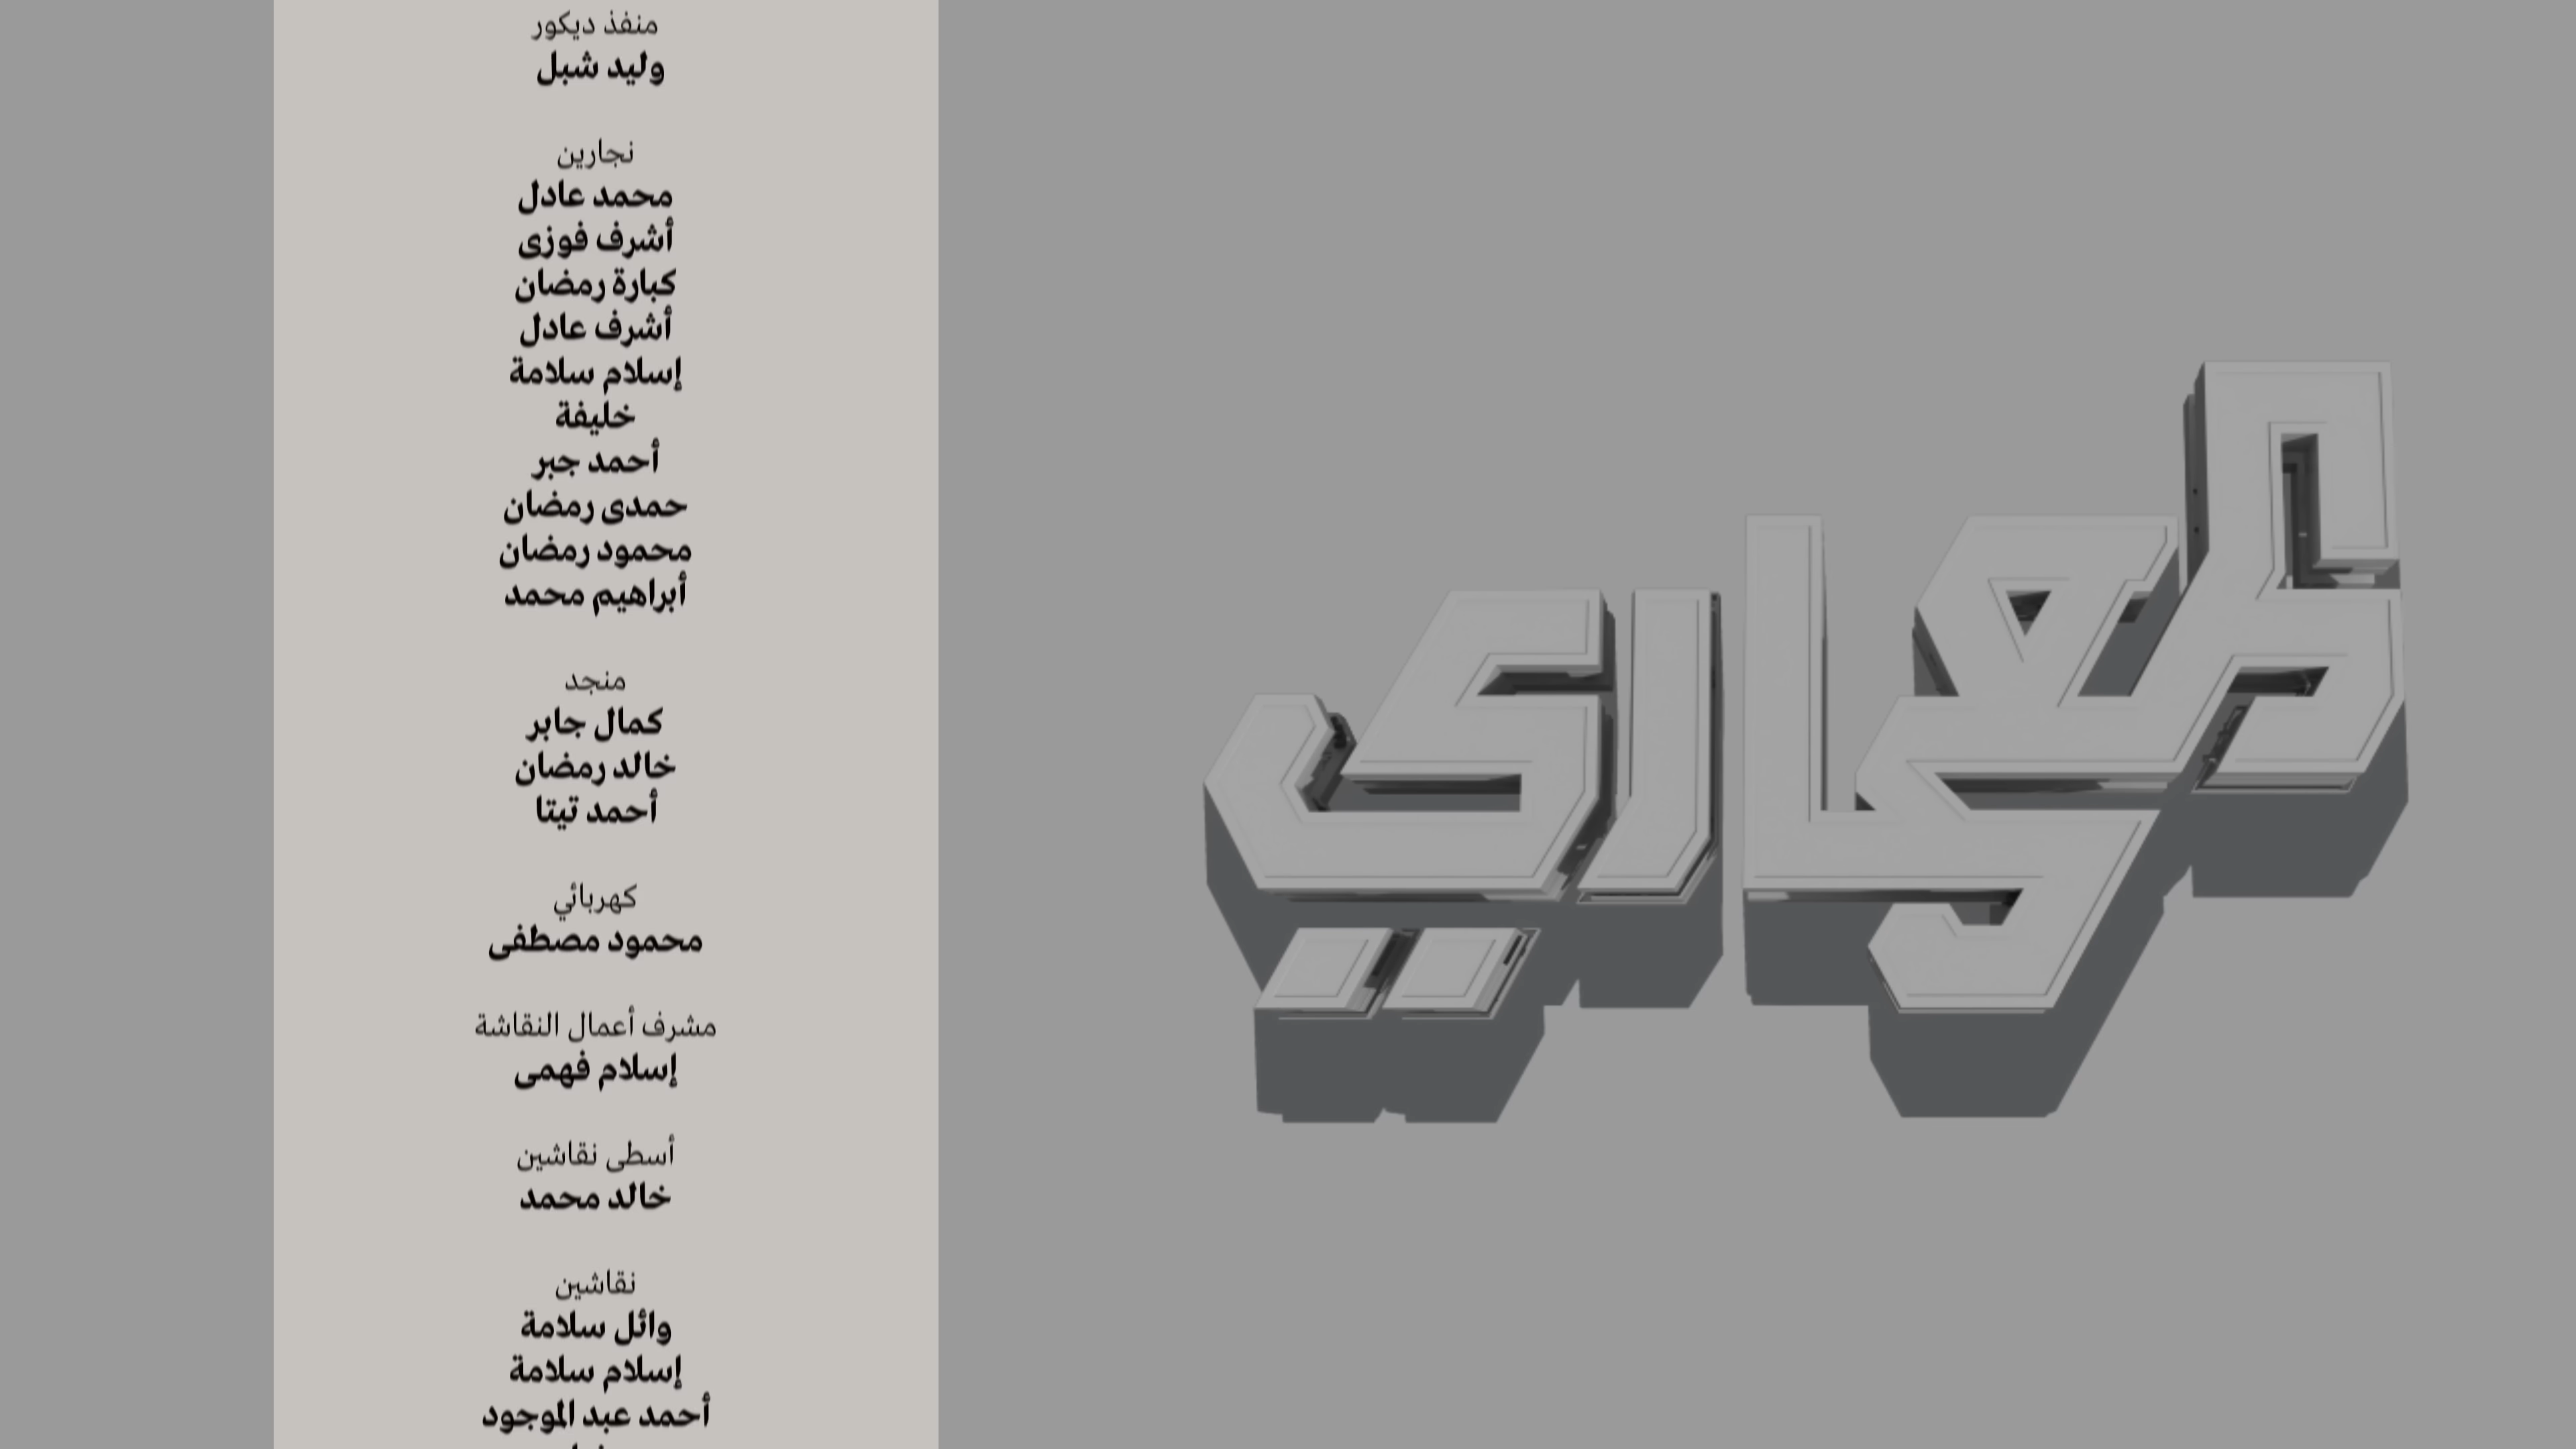 منفذ ديكور
وليد شبل
نجارين
محمد عادل
أشرف فوزى
كبارة رمضان
أشرف عادل
إسلام سلامة
خليفة
أحمد جبر
حمدى رمضان
محمود رمضان
أبراهيم محمد
منجد
كمال جابر
خالد رمضان
أحمد تيتا
كهربائي
محمود مصطفى
مشرف أعمال النقاشة
إسلام فهمى
أسطى نقاشين
خالد محمد
نقاشين
وائل سلامة
إسلام سلامة
أحمد عبد الموجود